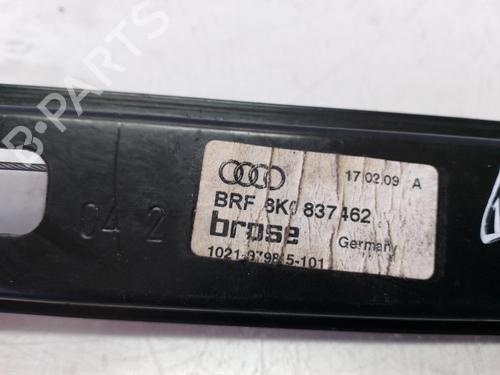 B-PARTS
17.02.09 A
BRF 8K0 837 462
brose
Germany
04 2